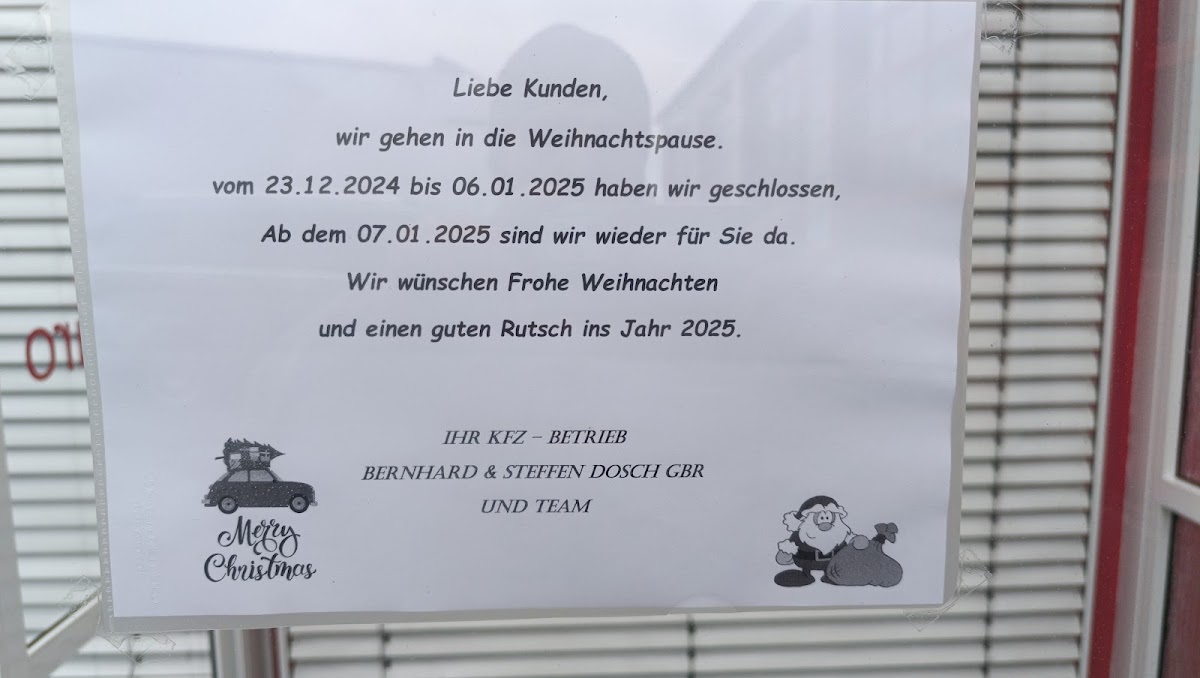 Liebe Kunden,
wir gehen in die Weihnachtspause.
vom 23.12.2024 bis 06.01.2025 haben wir geschlossen,
Ab dem 07.01.2025 sind wir wieder für Sie da.
Wir wünschen Frohe Weihnachten
und einen guten Rutsch ins Jahr 2025.
IHR KFZ – BETRIEB
BERNHARD & STEFFEN DOSCH GBR
UND TEAM
Merry
Christmas